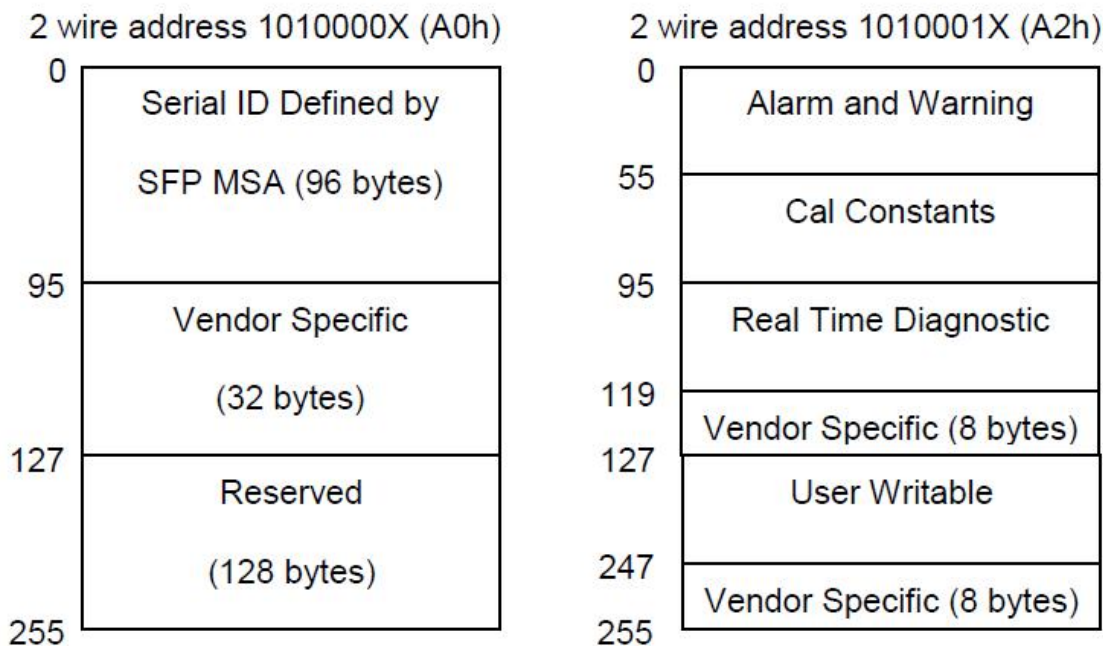 2 wire address 1010000X (A0h)
0
Serial ID Defined by
SFP MSA (96 bytes)
95
Vendor Specific
(32 bytes)
127
Reserved
(128 bytes)
255
2 wire address 1010001X (A2h)
0
Alarm and Warning
55
Cal Constants
95
Real Time Diagnostic
119
Vendor Specific (8 bytes)
127
User Writable
247
Vendor Specific (8 bytes)
255